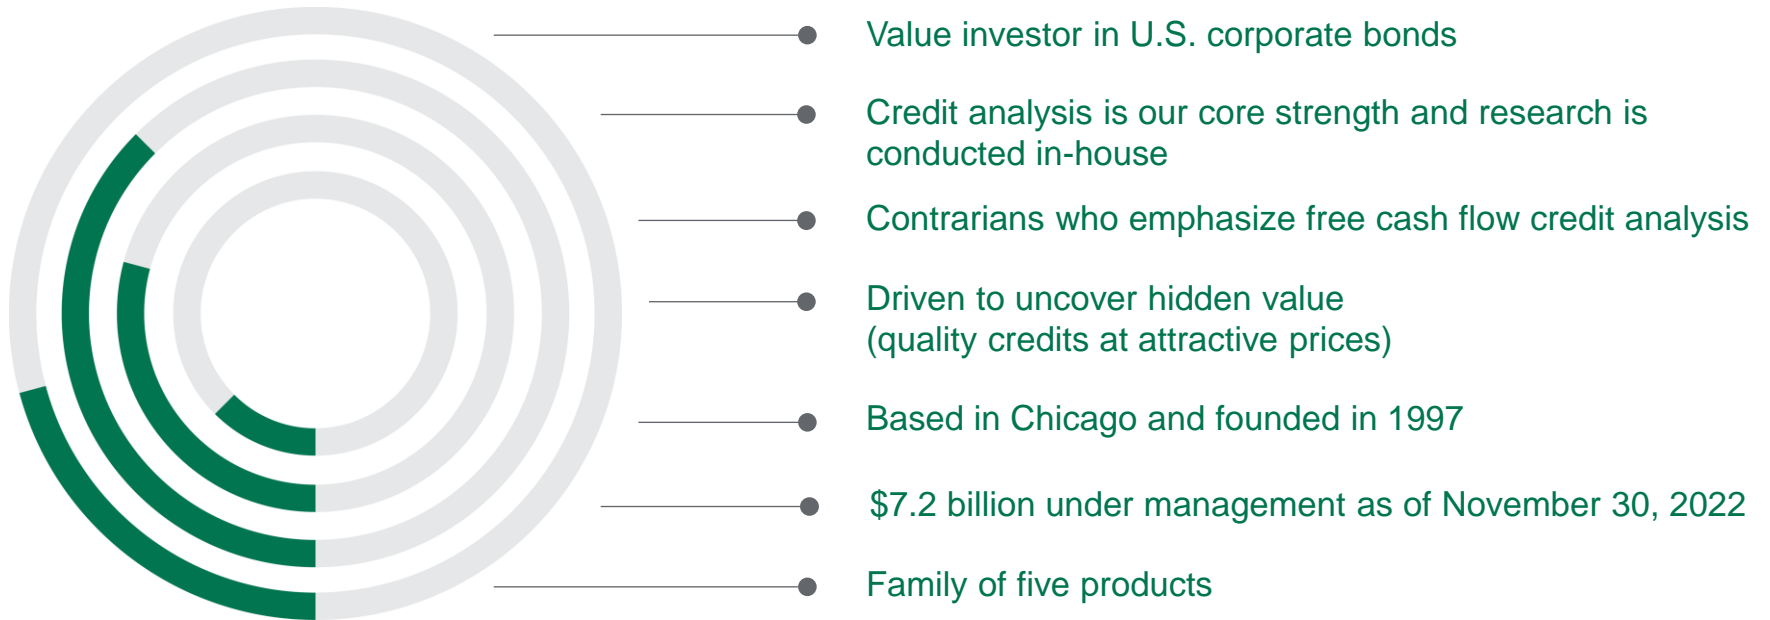 Value investor in U.S. corporate bonds
Credit analysis is our core strength and research is
conducted in-house
Contrarians who emphasize free cash flow credit analysis
Driven to uncover hidden value
(quality credits at attractive prices)
Based in Chicago and founded in 1997
$7.2 billion under management as of November 30, 2022
Family of five products